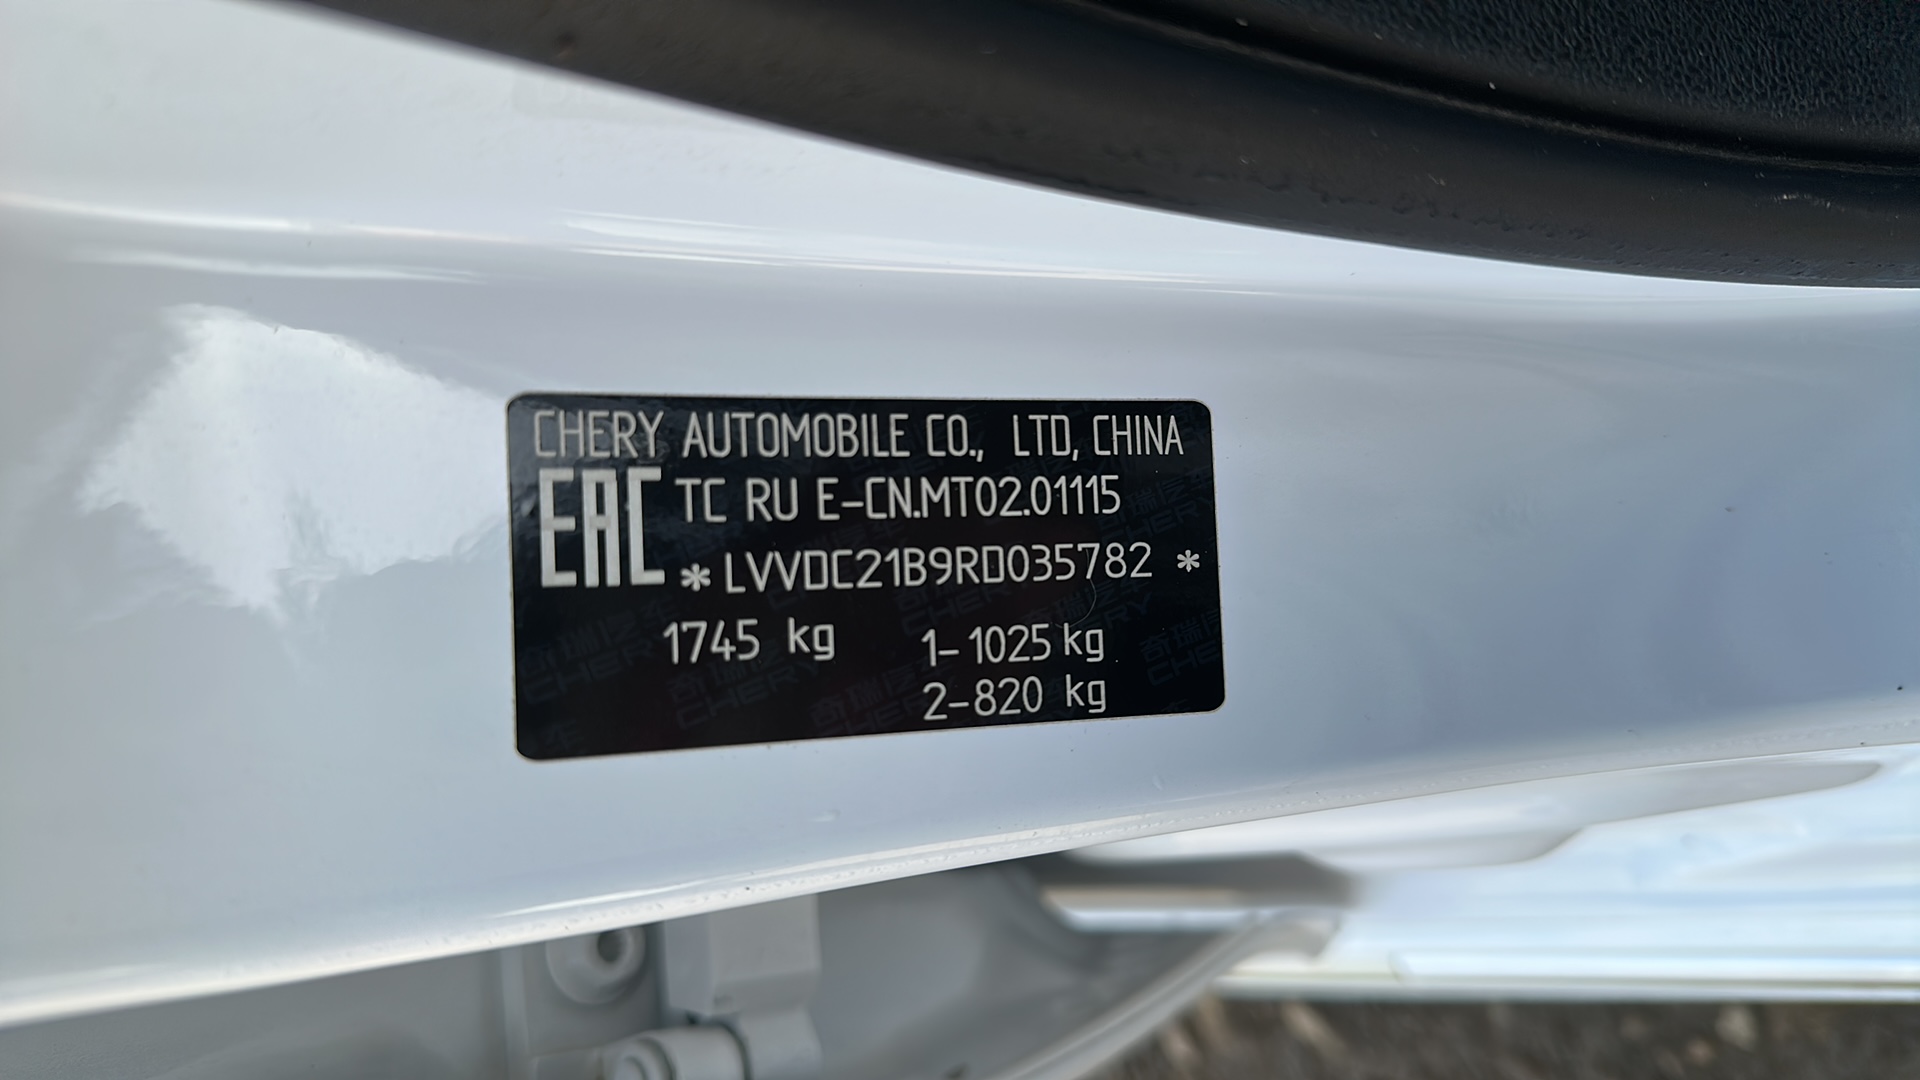 CHERY AUTOMOBILE CO., LTD, CHINA
EAC TC RU E-CN.MT02.01115
*LVVDC21B9RD035782 *
1745 kg 1-1025 kg
2-820 kg